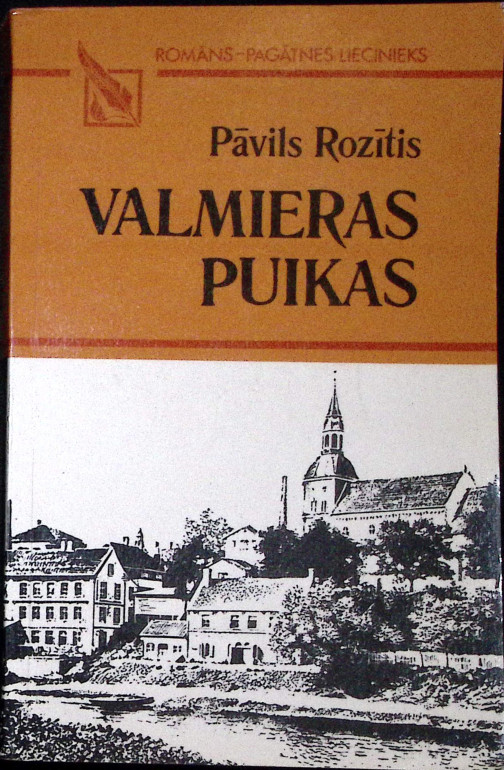 ROMĀNS–PAGĀTNES LIECINIEKS
Pāvils Rozītis
VALMIERAS
PUIKAS